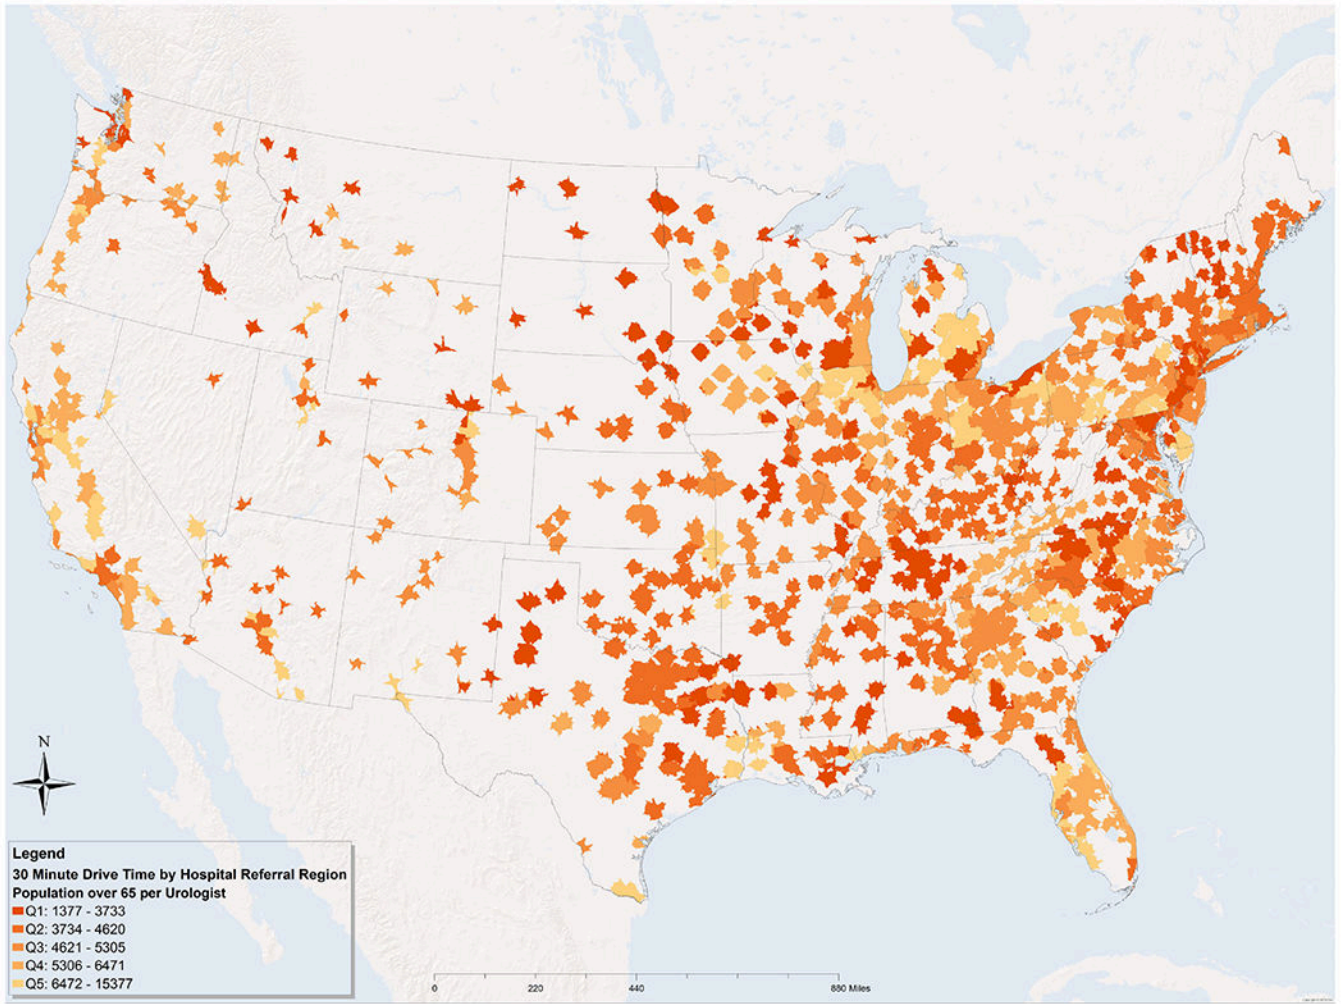 N
Legend
30 Minute Drive Time by Hospital Referral Region
Population over 65 per Urologist
Q1: 1377 - 3733
Q2: 3734 - 4620
Q3: 4621 - 5305
Q4: 5306 - 6471
Q5: 6472 - 15377
0 220 440 880 Miles